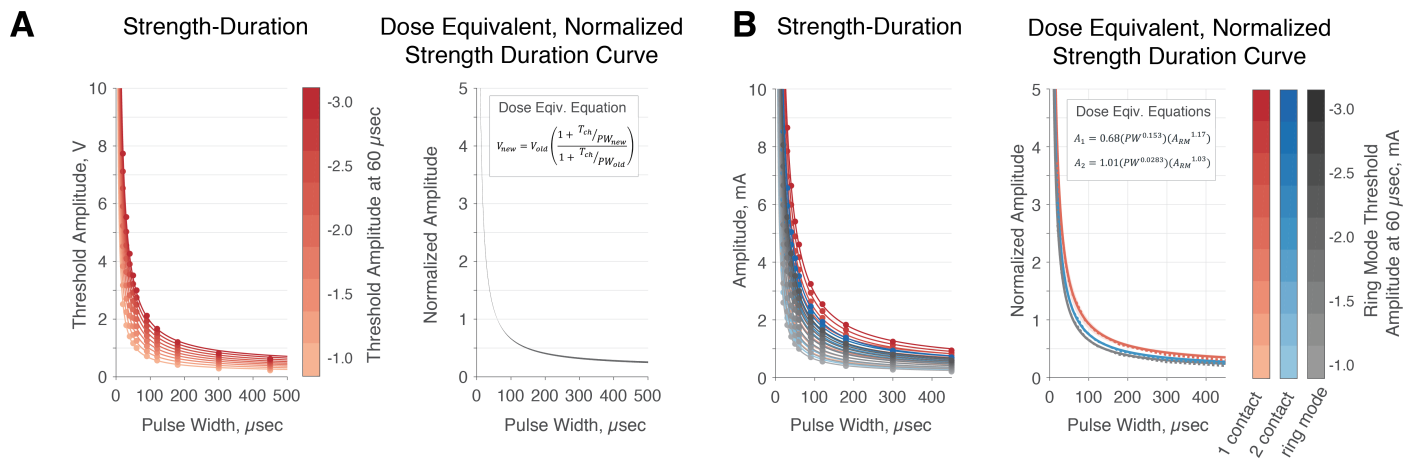 A
Strength-Duration
Threshold Amplitude, V
10
8
6
4
2
0
0 100 200 300 400 500
Pulse Width, µsec
-3.0
-2.5
-2.0
-1.5
-1.0
Threshold Amplitude at 60 µsec
Dose Equivalent, Normalized
Strength Duration Curve
Normalized Amplitude
5
4
3
2
1
0
Dose Eqiv. Equation
V_new = V_old ((1 + T_ch/PW_new) / (1 + T_ch/PW_old))
0 100 200 300 400 500
Pulse Width, µsec
B
Strength-Duration
Amplitude, mA
10
8
6
4
2
0
0 100 200 300 400
Pulse Width, µsec
Dose Equivalent, Normalized
Strength Duration Curve
Normalized Amplitude
5
4
3
2
1
0
Dose Eqiv. Equations
A₁ = 0.68(PW^0.153)(A_RM^1.17)
A₂ = 1.01(PW^0.0283)(A_RM^1.03)
0 100 200 300 400
Pulse Width, µsec
-3.0
-2.5
-2.0
-1.5
-1.0
Ring Mode Threshold
Amplitude at 60 µsec, mA
1 contact
2 contact
ring mode